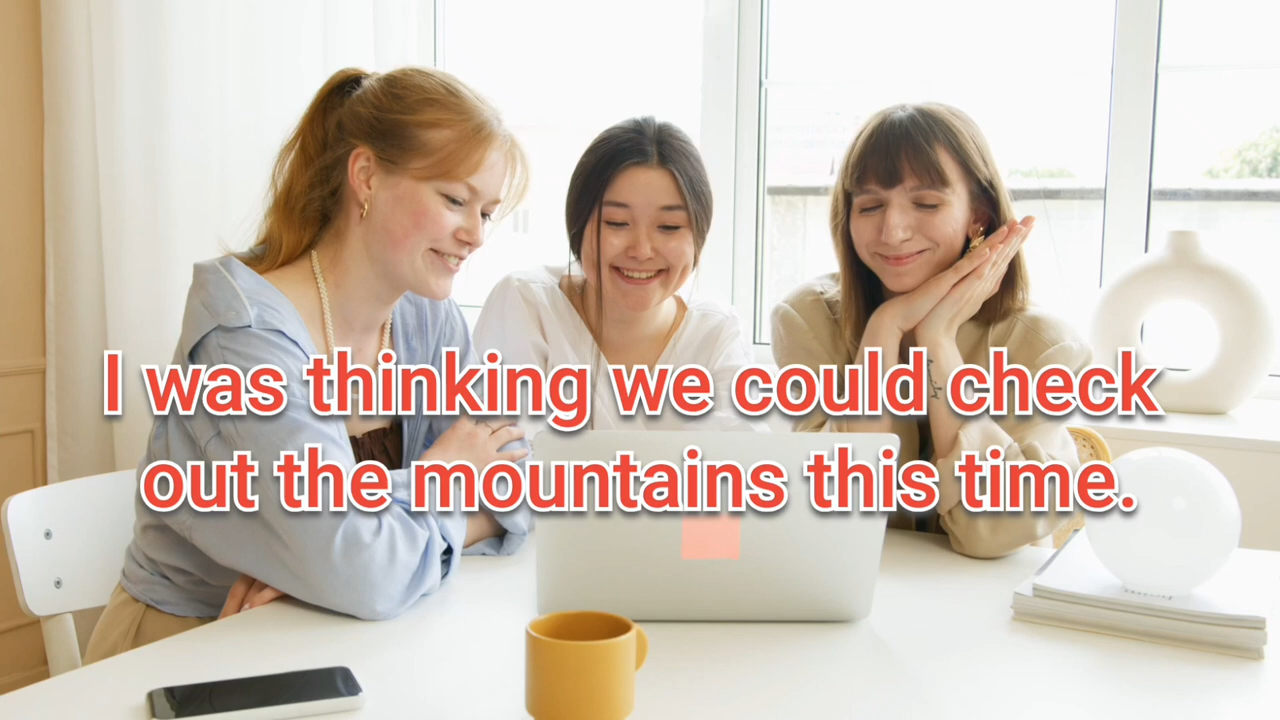 I was thinking we could check
out the mountains this time.